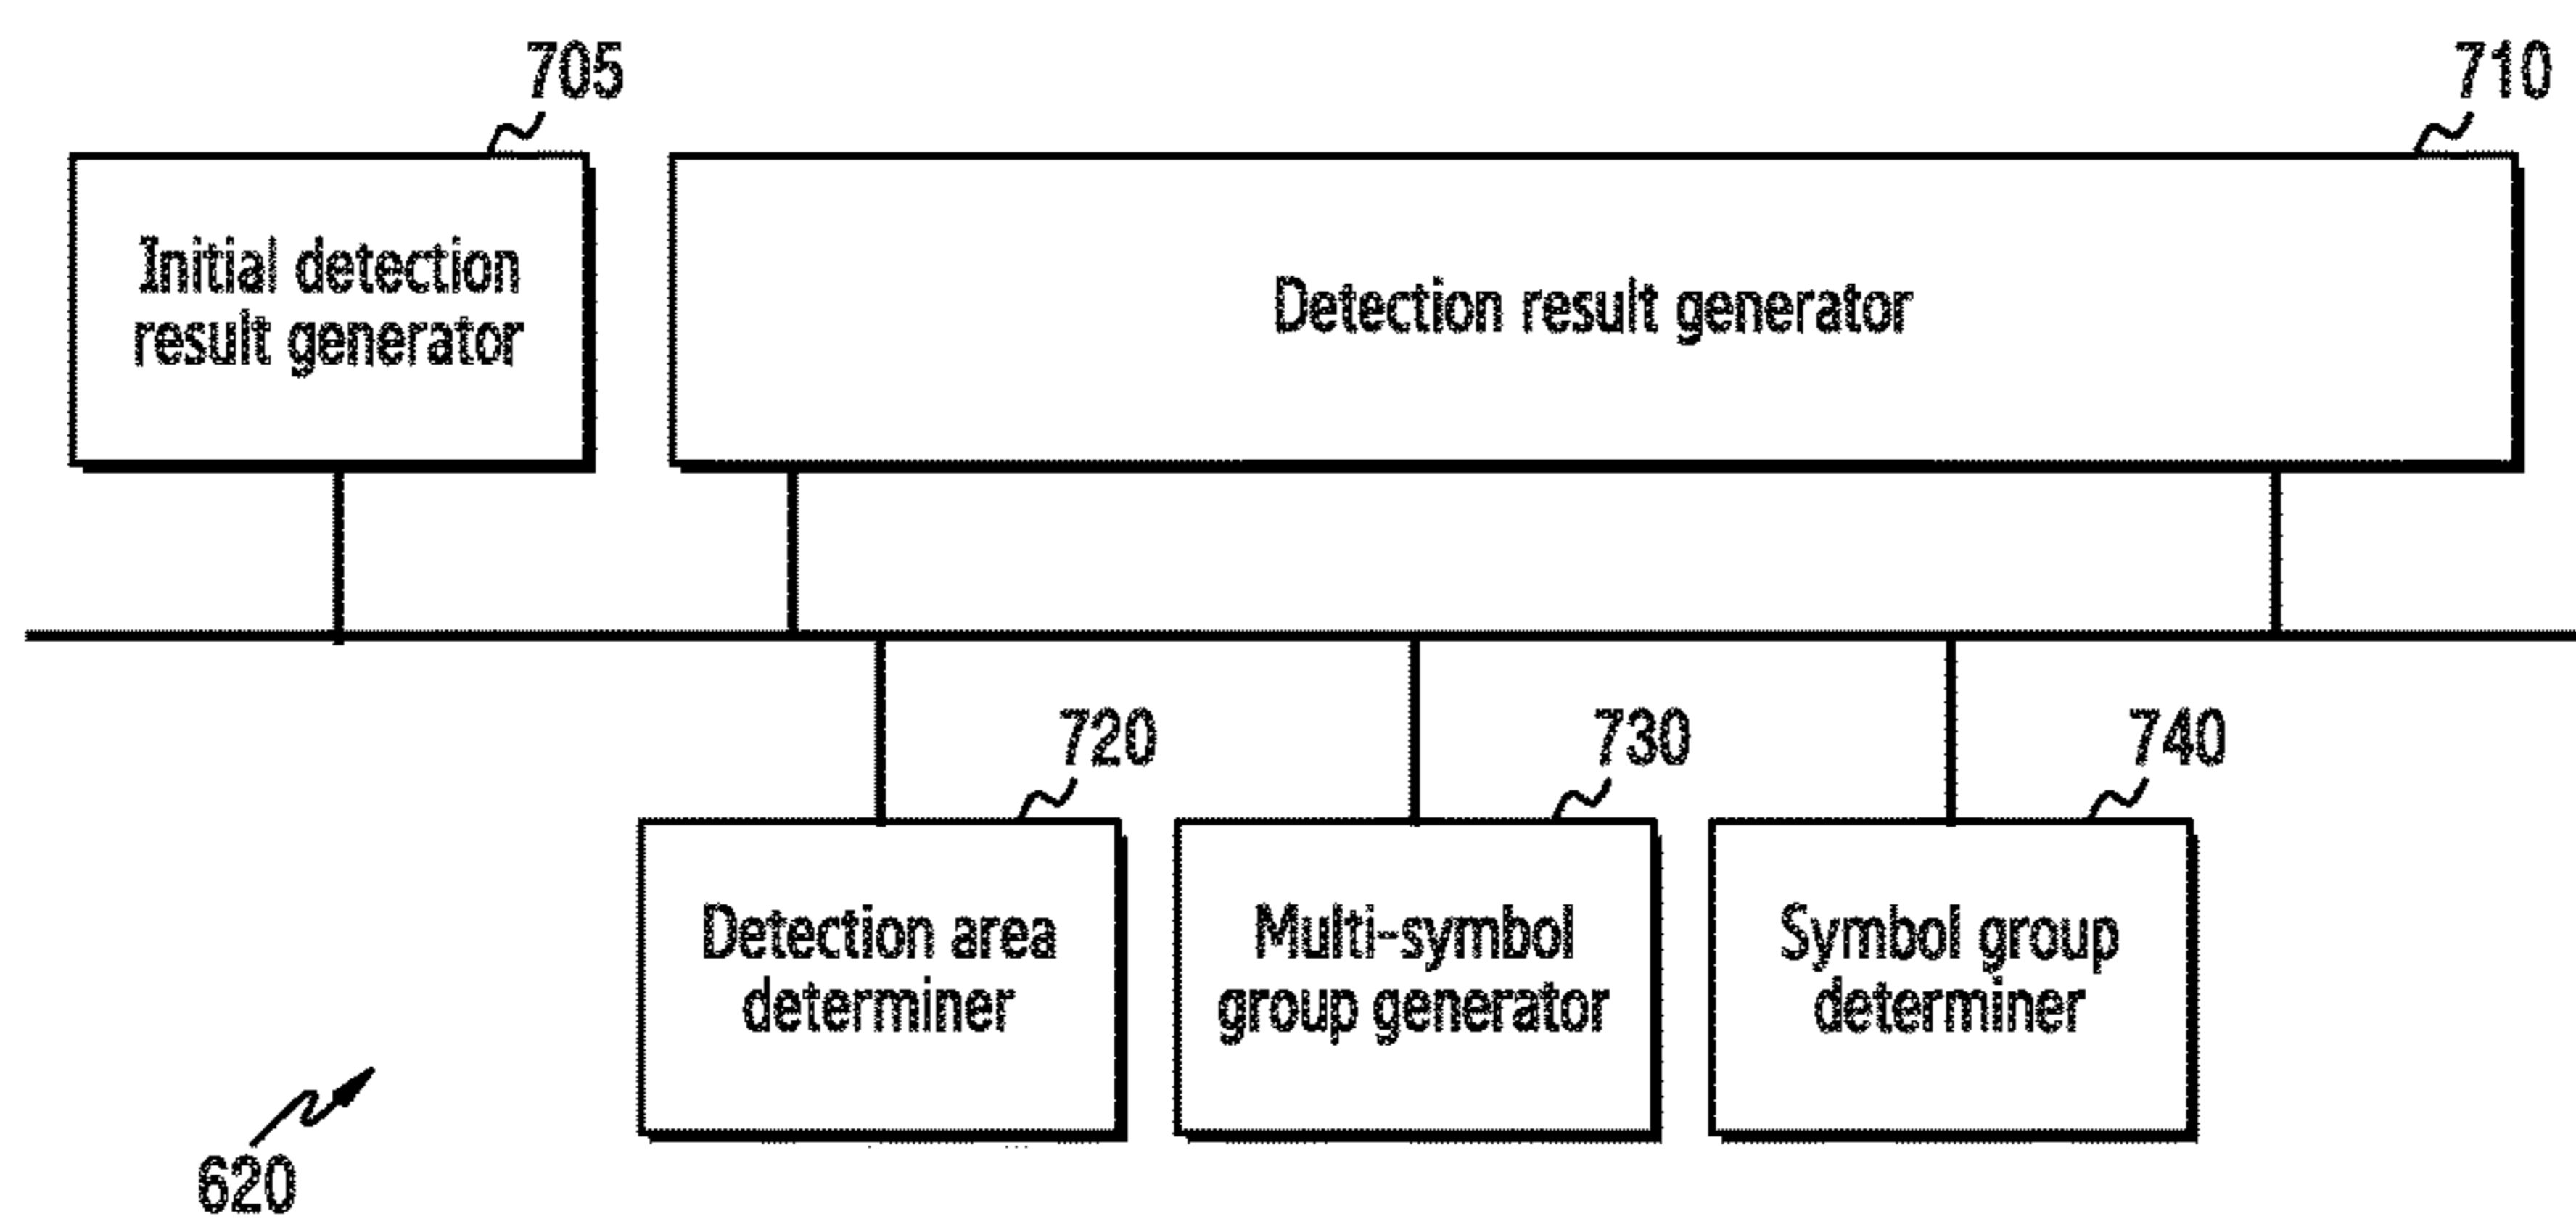 705
710
Initial detection
result generator
Detection result generator
720
730
740
Detection area
determiner
Multi-symbol
group generator
Symbol group
determiner
620